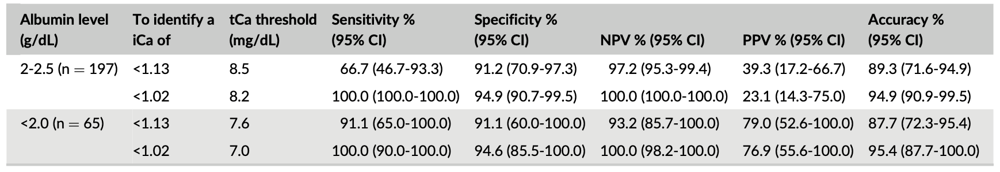 Albumin level (g/dL) To identify a iCa of tCa threshold (mg/dL) Sensitivity % (95% CI) Specificity % (95% CI) NPV % (95% CI) PPV % (95% CI) Accuracy % (95% CI)
2-2.5 (n = 197) <1.13 8.5 66.7 (46.7-93.3) 91.2 (70.9-97.3) 97.2 (95.3-99.4) 39.3 (17.2-66.7) 89.3 (71.6-94.9)
<1.02 8.2 100.0 (100.0-100.0) 94.9 (90.7-99.5) 100.0 (100.0-100.0) 23.1 (14.3-75.0) 94.9 (90.9-99.5)
<2.0 (n = 65) <1.13 7.6 91.1 (65.0-100.0) 91.1 (60.0-100.0) 93.2 (85.7-100.0) 79.0 (52.6-100.0) 87.7 (72.3-95.4)
<1.02 7.0 100.0 (90.0-100.0) 94.6 (85.5-100.0) 100.0 (98.2-100.0) 76.9 (55.6-100.0) 95.4 (87.7-100.0)